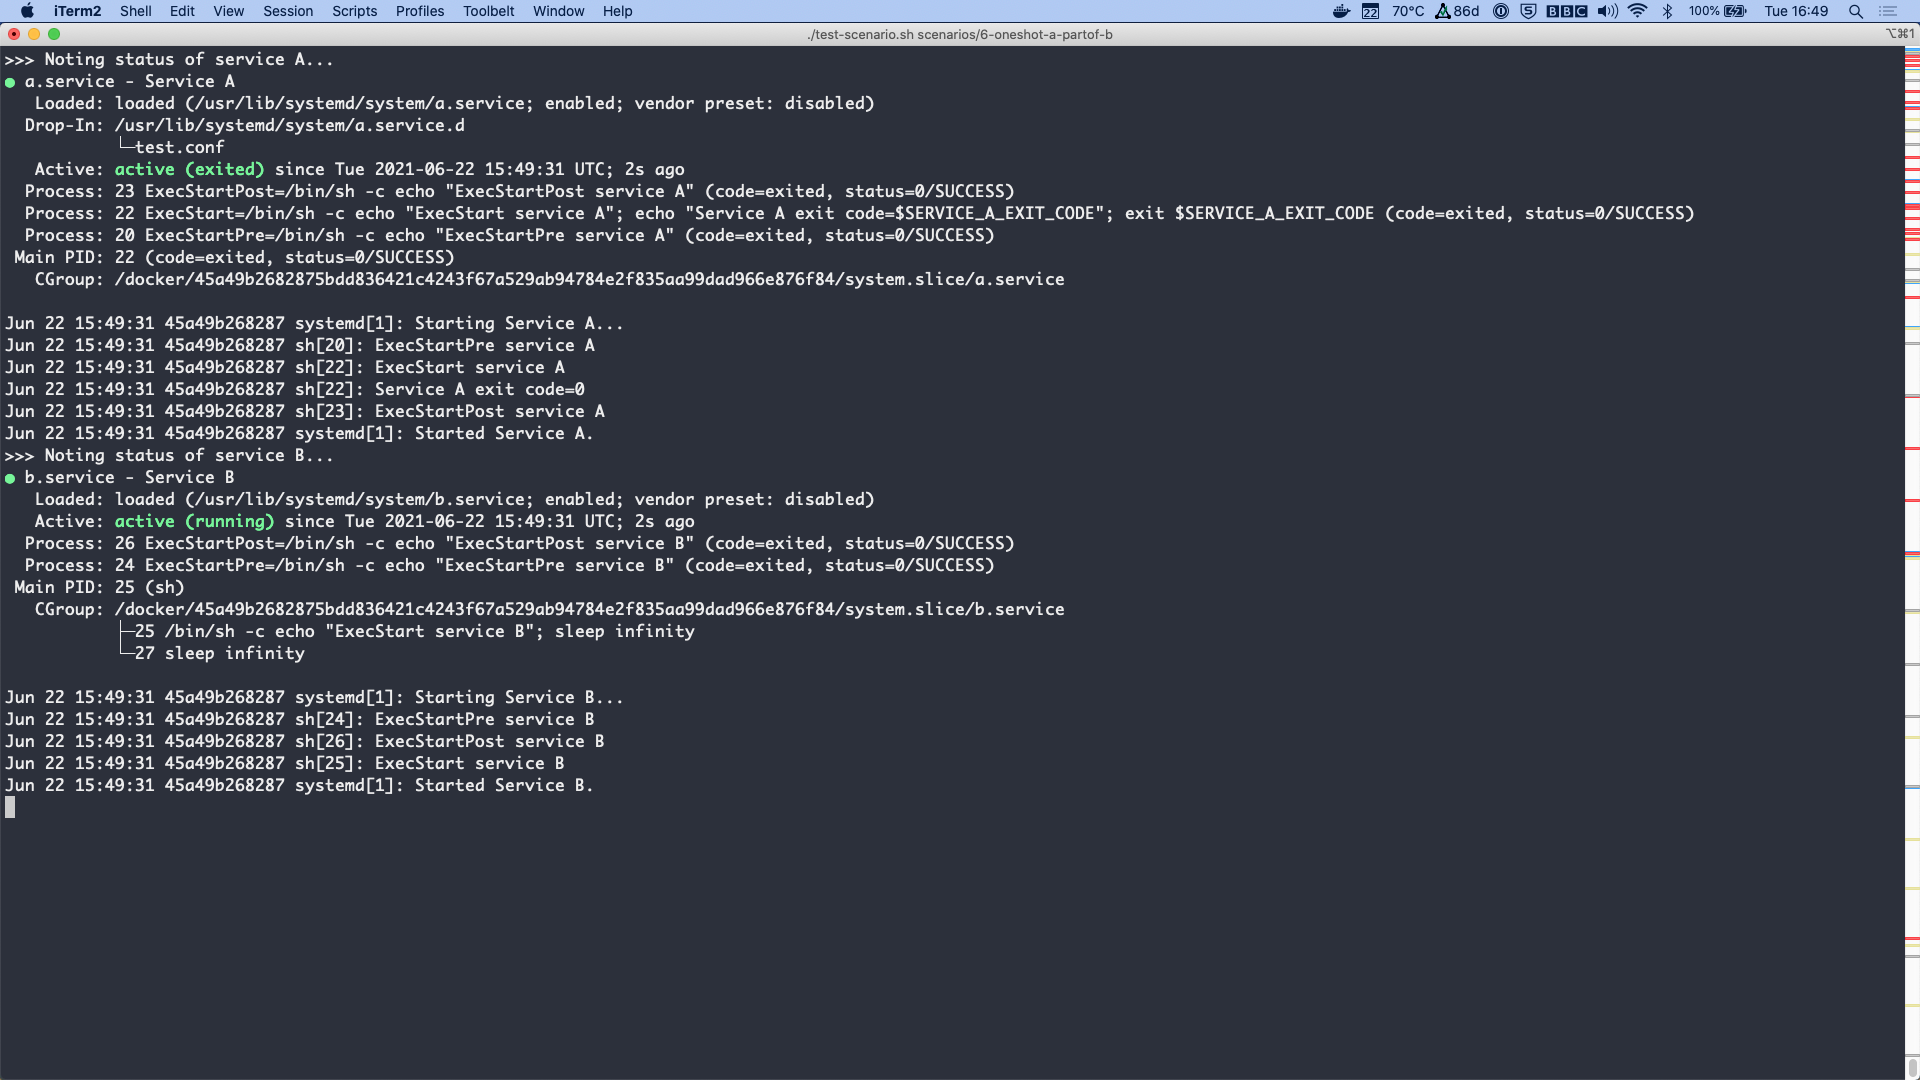 iTerm2 Shell Edit View Session Scripts Profiles Toolbelt Window Help 22 70°C 86d BBC 100% Tue 16:49
./test-scenario.sh scenarios/6-oneshot-a-partof-b ⌥⌘1
>>> Noting status of service A...
● a.service - Service A
Loaded: loaded (/usr/lib/systemd/system/a.service; enabled; vendor preset: disabled)
Drop-In: /usr/lib/systemd/system/a.service.d
└─test.conf
Active: active (exited) since Tue 2021-06-22 15:49:31 UTC; 2s ago
Process: 23 ExecStartPost=/bin/sh -c echo "ExecStartPost service A" (code=exited, status=0/SUCCESS)
Process: 22 ExecStart=/bin/sh -c echo "ExecStart service A"; echo "Service A exit code=$SERVICE_A_EXIT_CODE"; exit $SERVICE_A_EXIT_CODE (code=exited, status=0/SUCCESS)
Process: 20 ExecStartPre=/bin/sh -c echo "ExecStartPre service A" (code=exited, status=0/SUCCESS)
Main PID: 22 (code=exited, status=0/SUCCESS)
CGroup: /docker/45a49b2682875bdd836421c4243f67a529ab94784e2f835aa99dad966e876f84/system.slice/a.service
Jun 22 15:49:31 45a49b268287 systemd[1]: Starting Service A...
Jun 22 15:49:31 45a49b268287 sh[20]: ExecStartPre service A
Jun 22 15:49:31 45a49b268287 sh[22]: ExecStart service A
Jun 22 15:49:31 45a49b268287 sh[22]: Service A exit code=0
Jun 22 15:49:31 45a49b268287 sh[23]: ExecStartPost service A
Jun 22 15:49:31 45a49b268287 systemd[1]: Started Service A.
>>> Noting status of service B...
● b.service - Service B
Loaded: loaded (/usr/lib/systemd/system/b.service; enabled; vendor preset: disabled)
Active: active (running) since Tue 2021-06-22 15:49:31 UTC; 2s ago
Process: 26 ExecStartPost=/bin/sh -c echo "ExecStartPost service B" (code=exited, status=0/SUCCESS)
Process: 24 ExecStartPre=/bin/sh -c echo "ExecStartPre service B" (code=exited, status=0/SUCCESS)
Main PID: 25 (sh)
CGroup: /docker/45a49b2682875bdd836421c4243f67a529ab94784e2f835aa99dad966e876f84/system.slice/b.service
├─25 /bin/sh -c echo "ExecStart service B"; sleep infinity
└─27 sleep infinity
Jun 22 15:49:31 45a49b268287 systemd[1]: Starting Service B...
Jun 22 15:49:31 45a49b268287 sh[24]: ExecStartPre service B
Jun 22 15:49:31 45a49b268287 sh[26]: ExecStartPost service B
Jun 22 15:49:31 45a49b268287 sh[25]: ExecStart service B
Jun 22 15:49:31 45a49b268287 systemd[1]: Started Service B.